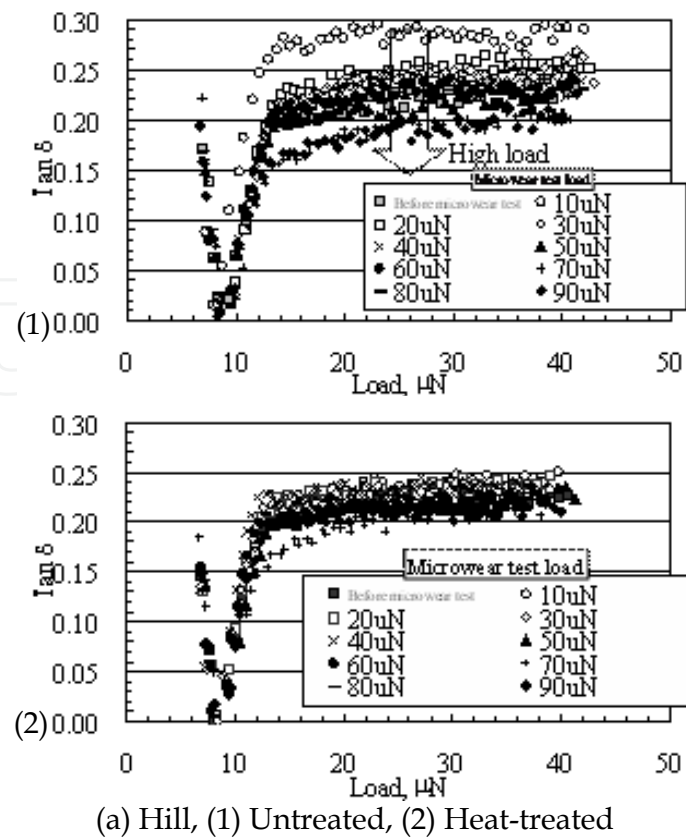 0.30
0.25
0.20
0.15
0.10
0.05
0.00
Tan δ
(1)
High load
Microwear test load
Before microwear test
10uN
20uN
30uN
40uN
50uN
60uN
70uN
80uN
90uN
0 10 20 30 40 50
Load, μN
0.30
0.25
0.20
0.15
0.10
0.05
0.00
Tan δ
(2)
Microwear test load
Before microwear test
10uN
20uN
30uN
40uN
50uN
60uN
70uN
80uN
90uN
0 10 20 30 40 50
Load, μN
(a) Hill, (1) Untreated, (2) Heat-treated